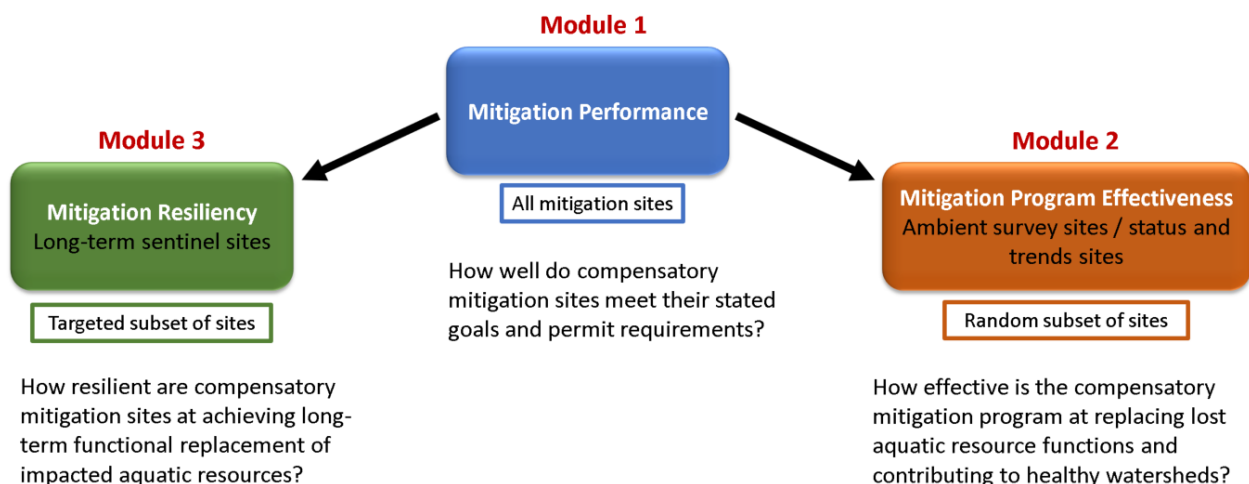 Module 1
Mitigation Performance
All mitigation sites
How well do compensatory
mitigation sites meet their stated
goals and permit requirements?
Module 3
Mitigation Resiliency
Long-term sentinel sites
Targeted subset of sites
How resilient are compensatory
mitigation sites at achieving long-
term functional replacement of
impacted aquatic resources?
Module 2
Mitigation Program Effectiveness
Ambient survey sites / status and
trends sites
Random subset of sites
How effective is the compensatory
mitigation program at replacing lost
aquatic resource functions and
contributing to healthy watersheds?